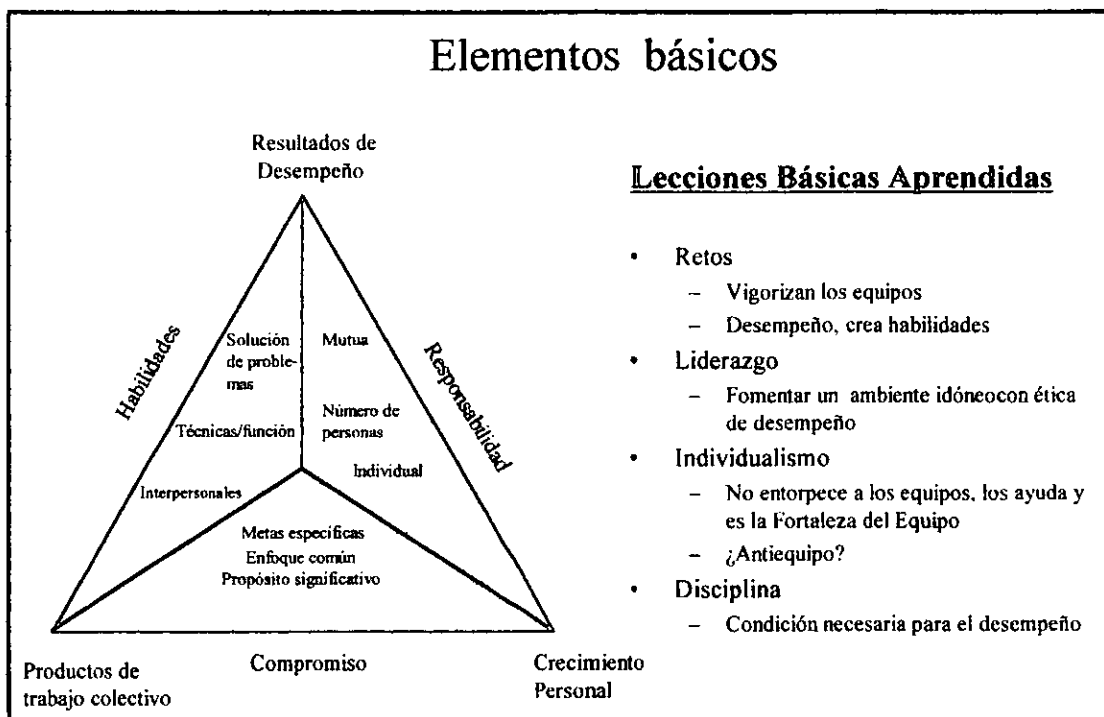 Elementos básicos
Resultados de
Desempeño
Habilidades
Responsabilidad
Solución
de proble-
mas
Técnicas/función
Interpersonales
Mutua
Número de
personas
Individual
Metas específicas
Enfoque común
Propósito significativo
Productos de
trabajo colectivo
Compromiso
Crecimiento
Personal
Lecciones Básicas Aprendidas
• Retos
– Vigorizan los equipos
– Desempeño, crea habilidades
• Liderazgo
– Fomentar un ambiente idóneocon ética
de desempeño
• Individualismo
– No entorpece a los equipos, los ayuda y
es la Fortaleza del Equipo
– ¿Antiequipo?
• Disciplina
– Condición necesaria para el desempeño